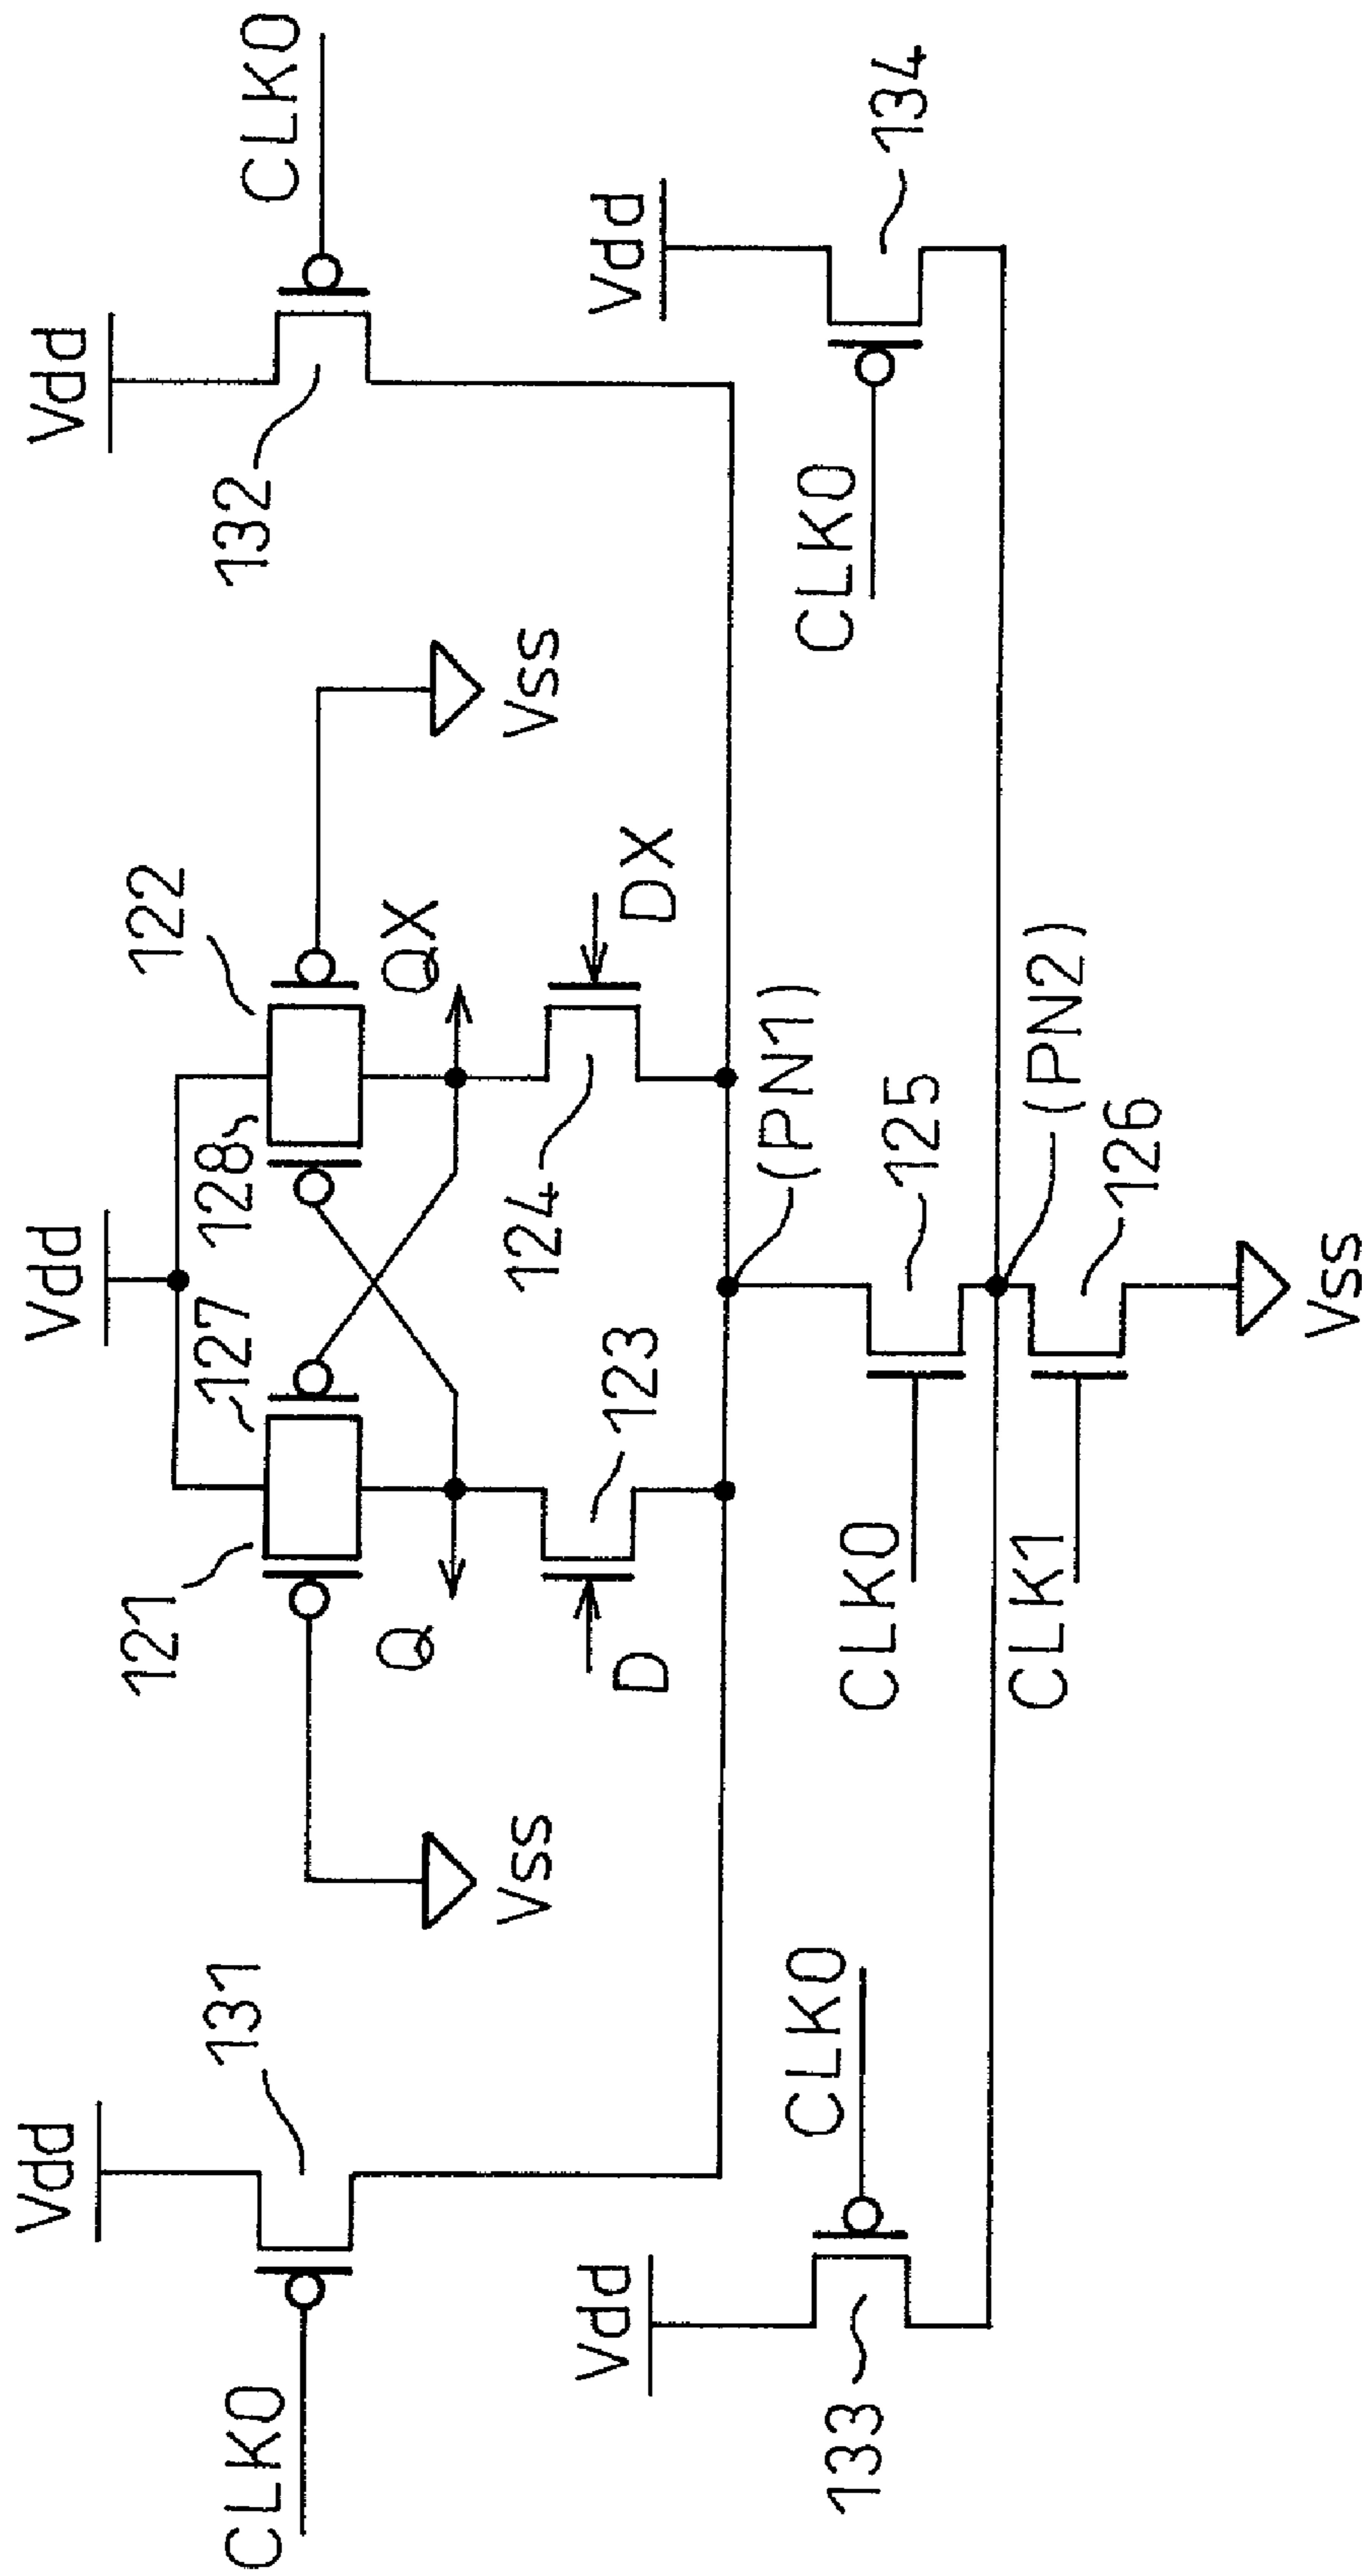 Vdd
Vdd
Vdd
CLK0
131
121
127
128
122
132
CLK0
Vss
Q
QX
Vss
Vdd
D
123
124
DX
Vdd
133
CLK0
(PN1)
CLK0
134
CLK0
125
CLK1
(PN2)
126
Vss